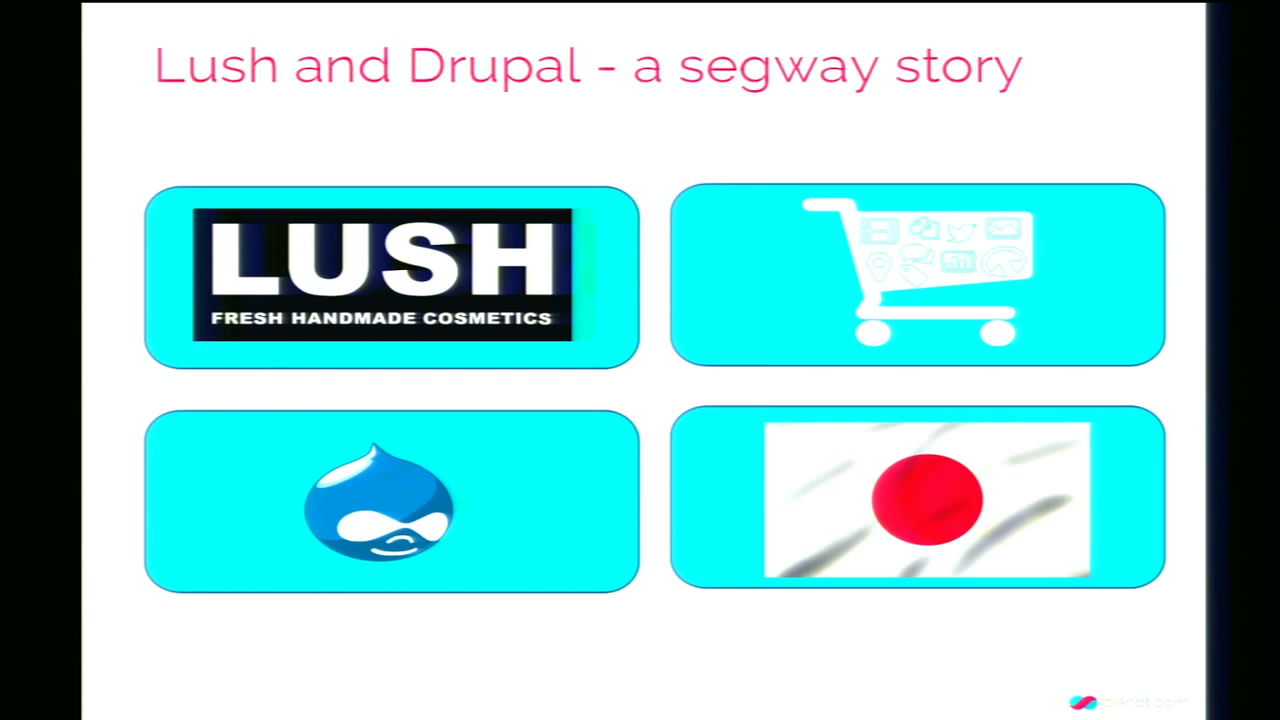 Lush and Drupal - a segway story
LUSH
FRESH HANDMADE COSMETICS